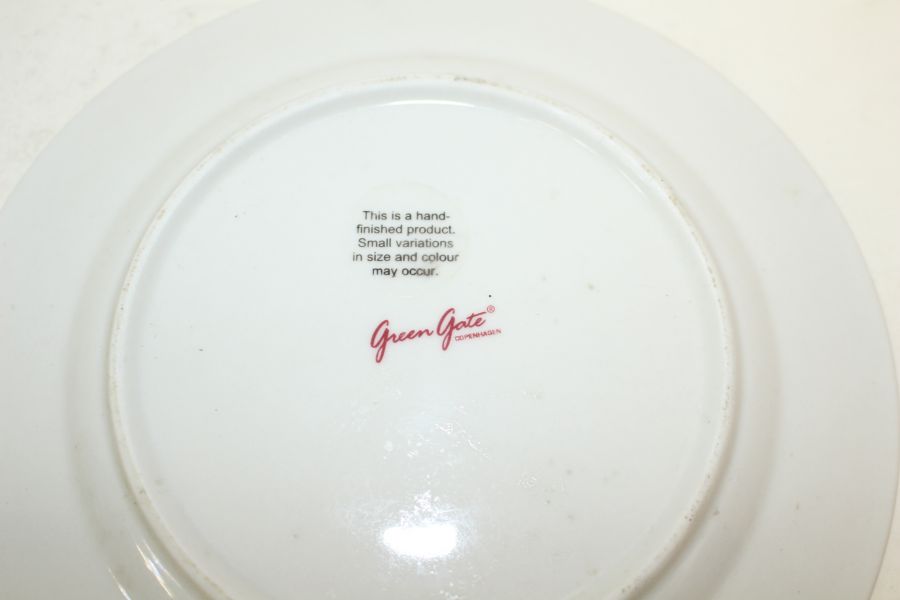 This is a hand-
finished product.
Small variations
in size and colour
may occur.
Green Gate®
COPENHAGEN